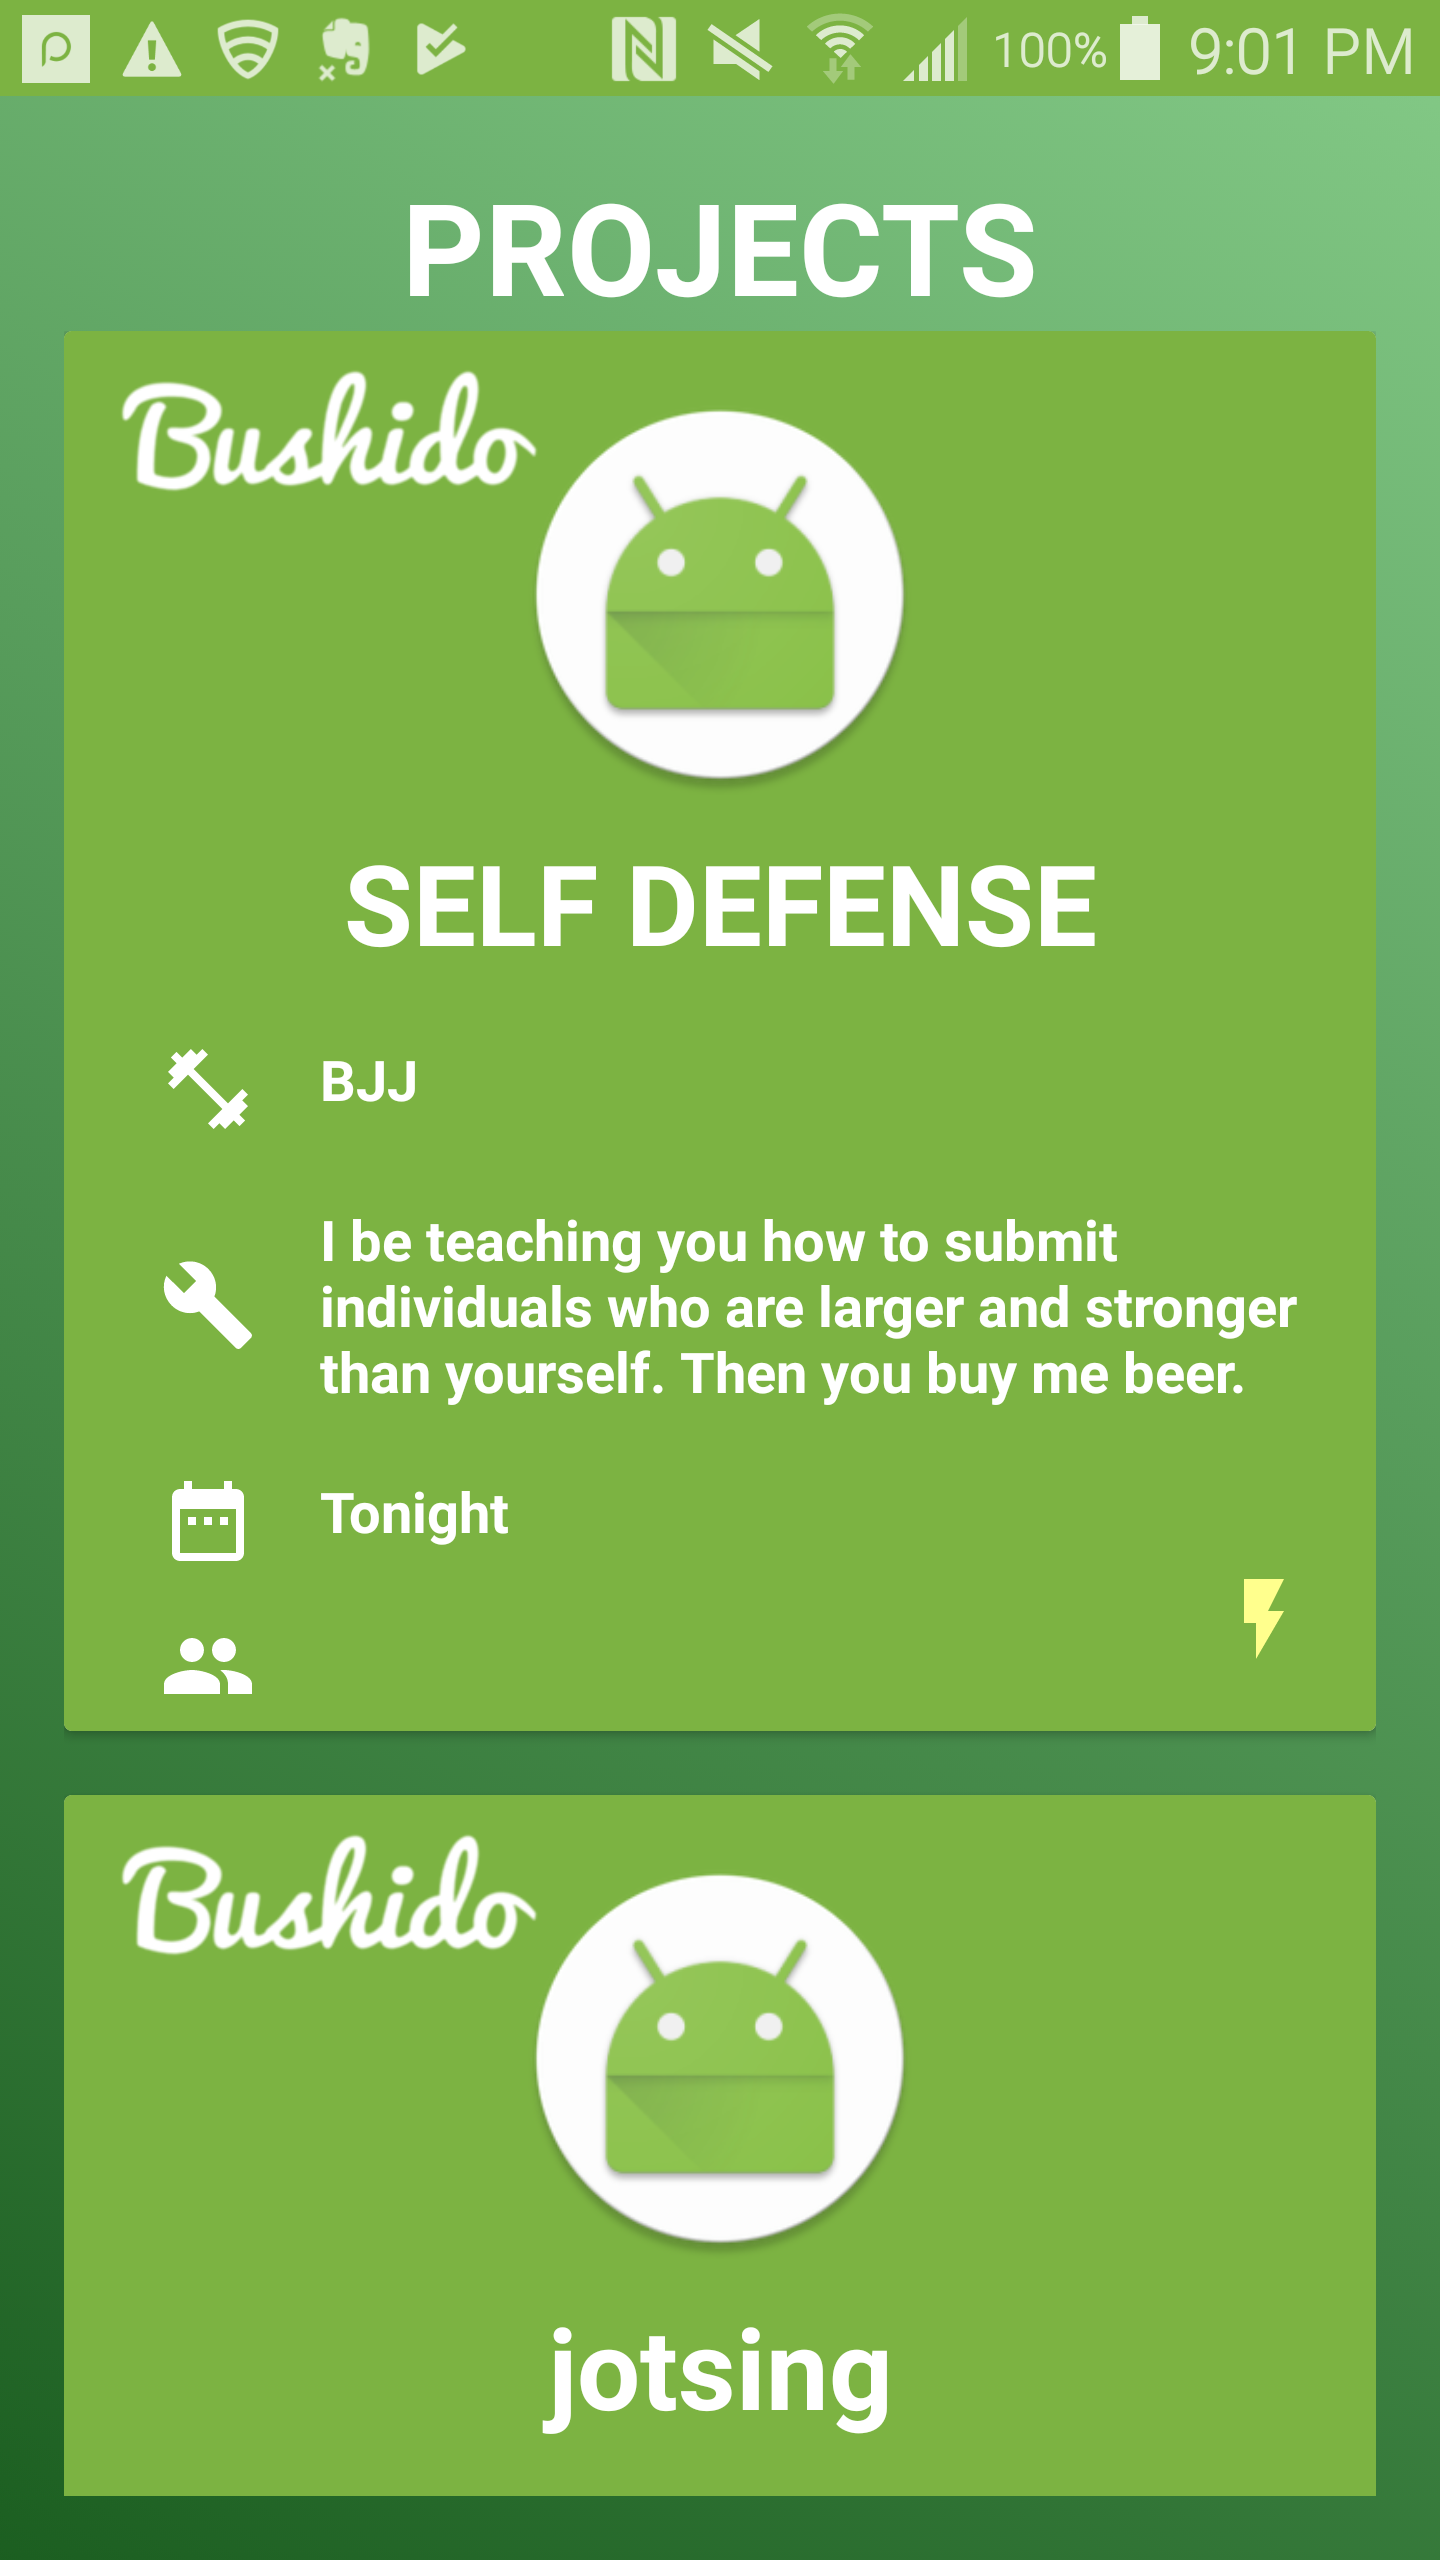 100% 9:01 PM
PROJECTS
Bushido
SELF DEFENSE
BJJ
I be teaching you how to submit
individuals who are larger and stronger
than yourself. Then you buy me beer.
Tonight
Bushido
jotsing